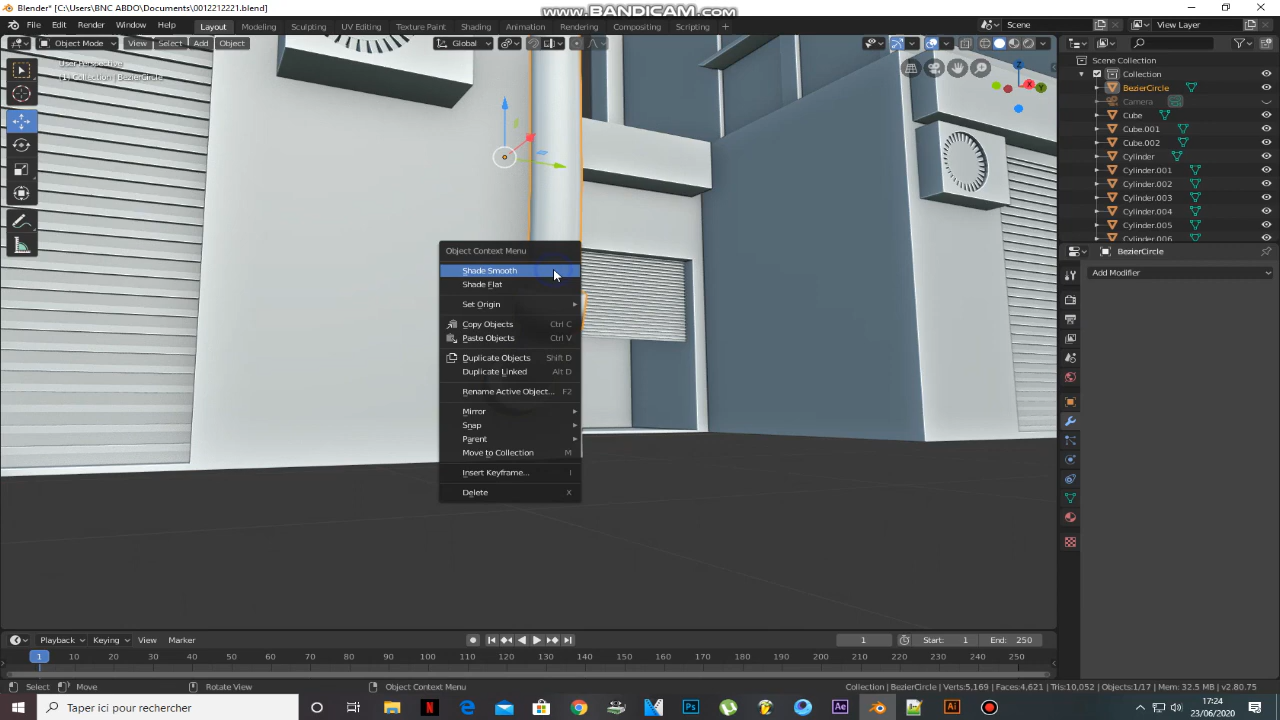 Blender* [C:\Users\BNC ABDO\Documents\0012212221.blend]
www.BANDICAM.com
File Edit Render Window Help Layout Modeling Sculpting UV Editing Texture Paint Shading Animation Rendering Compositing Scripting + Scene View Layer
Object Mode View Select Add Object Global
User Perspective
(1) Collection | BezierCircle
Scene Collection
Collection
BezierCircle
Camera
Cube
Cube.001
Cube.002
Cylinder
Cylinder.001
Cylinder.002
Cylinder.003
Cylinder.004
Cylinder.005
Cylinder.006
BezierCircle
Add Modifier
Object Context Menu
Shade Smooth
Shade Flat
Set Origin
Copy Objects Ctrl C
Paste Objects Ctrl V
Duplicate Objects Shift D
Duplicate Linked Alt D
Rename Active Object... F2
Mirror
Snap
Parent
Move to Collection M
Insert Keyframe... I
Delete X
Playback Keying View Marker 1 Start: 1 End: 250
1 10 20 30 40 50 60 70 80 90 100 110 120 130 140 150 160 170 180 190 200 210 220 230 240 250
Select Move Rotate View Object Context Menu Collection | BezierCircle | Verts:5,169 | Faces:4,621 | Tris:10,052 | Objects:1/17 | Mem: 32.5 MB | v2.80.75
Taper ici pour rechercher
17:24
23/06/2020